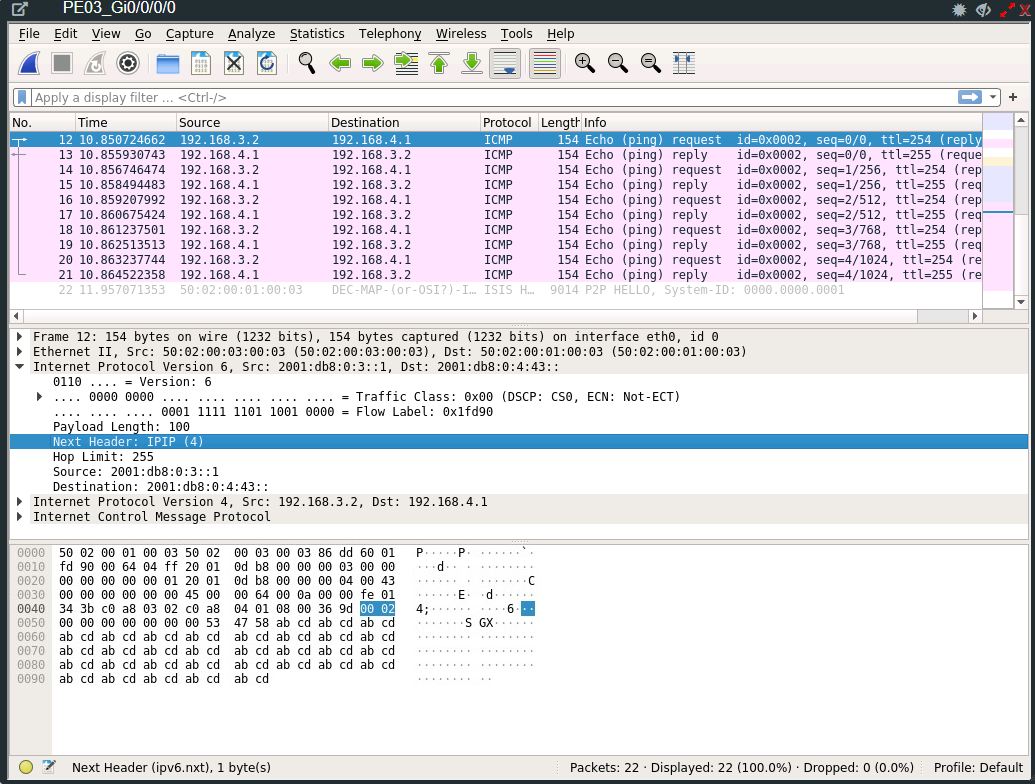 PE03_Gi0/0/0/0
File Edit View Go Capture Analyze Statistics Telephony Wireless Tools Help
Apply a display filter ... <Ctrl-/>
No. Time Source Destination Protocol Length Info
12 10.850724662 192.168.3.2 192.168.4.1 ICMP 154 Echo (ping) request id=0x0002, seq=0/0, ttl=254 (reply
13 10.855930743 192.168.4.1 192.168.3.2 ICMP 154 Echo (ping) reply id=0x0002, seq=0/0, ttl=255 (reque
14 10.856746474 192.168.3.2 192.168.4.1 ICMP 154 Echo (ping) request id=0x0002, seq=1/256, ttl=254 (rep
15 10.858494483 192.168.4.1 192.168.3.2 ICMP 154 Echo (ping) reply id=0x0002, seq=1/256, ttl=255 (req
16 10.859207992 192.168.3.2 192.168.4.1 ICMP 154 Echo (ping) request id=0x0002, seq=2/512, ttl=254 (rep
17 10.860675424 192.168.4.1 192.168.3.2 ICMP 154 Echo (ping) reply id=0x0002, seq=2/512, ttl=255 (req
18 10.861237501 192.168.3.2 192.168.4.1 ICMP 154 Echo (ping) request id=0x0002, seq=3/768, ttl=254 (rep
19 10.862513513 192.168.4.1 192.168.3.2 ICMP 154 Echo (ping) reply id=0x0002, seq=3/768, ttl=255 (req
20 10.863237744 192.168.3.2 192.168.4.1 ICMP 154 Echo (ping) request id=0x0002, seq=4/1024, ttl=254 (re
21 10.864522358 192.168.4.1 192.168.3.2 ICMP 154 Echo (ping) reply id=0x0002, seq=4/1024, ttl=255 (re
22 11.957071353 50:02:00:01:00:03 DEC-MAP-(or-OSI?)-I… ISIS H… 9014 P2P HELLO, System-ID: 0000.0000.0001
Frame 12: 154 bytes on wire (1232 bits), 154 bytes captured (1232 bits) on interface eth0, id 0
Ethernet II, Src: 50:02:00:03:00:03 (50:02:00:03:00:03), Dst: 50:02:00:01:00:03 (50:02:00:01:00:03)
Internet Protocol Version 6, Src: 2001:db8:0:3::1, Dst: 2001:db8:0:4:43::
0110 .... = Version: 6
.... 0000 0000 .... .... .... .... .... = Traffic Class: 0x00 (DSCP: CS0, ECN: Not-ECT)
.... .... .... 0001 1111 1101 1001 0000 = Flow Label: 0x1fd90
Payload Length: 100
Next Header: IPIP (4)
Hop Limit: 255
Source: 2001:db8:0:3::1
Destination: 2001:db8:0:4:43::
Internet Protocol Version 4, Src: 192.168.3.2, Dst: 192.168.4.1
Internet Control Message Protocol
0000 50 02 00 01 00 03 50 02 00 03 00 03 86 dd 60 01 P·····P· ······`·
0010 fd 90 00 64 04 ff 20 01 0d b8 00 00 00 03 00 00 ···d·· · ········
0020 00 00 00 00 00 01 20 01 0d b8 00 00 00 04 00 43 ······ · ·······C
0030 00 00 00 00 00 00 45 00 00 64 00 0a 00 00 fe 01 ······E· ·d······
0040 34 3b c0 a8 03 02 c0 a8 04 01 08 00 36 9d 00 02 4;······ ····6···
0050 00 00 00 00 00 00 00 53 47 58 ab cd ab cd ab cd ·······S GX······
0060 ab cd ab cd ab cd ab cd ab cd ab cd ab cd ab cd ········ ········
0070 ab cd ab cd ab cd ab cd ab cd ab cd ab cd ab cd ········ ········
0080 ab cd ab cd ab cd ab cd ab cd ab cd ab cd ab cd ········ ········
0090 ab cd ab cd ab cd ab cd ab cd ········ ··
Next Header (ipv6.nxt), 1 byte(s) Packets: 22 · Displayed: 22 (100.0%) · Dropped: 0 (0.0%) Profile: Default